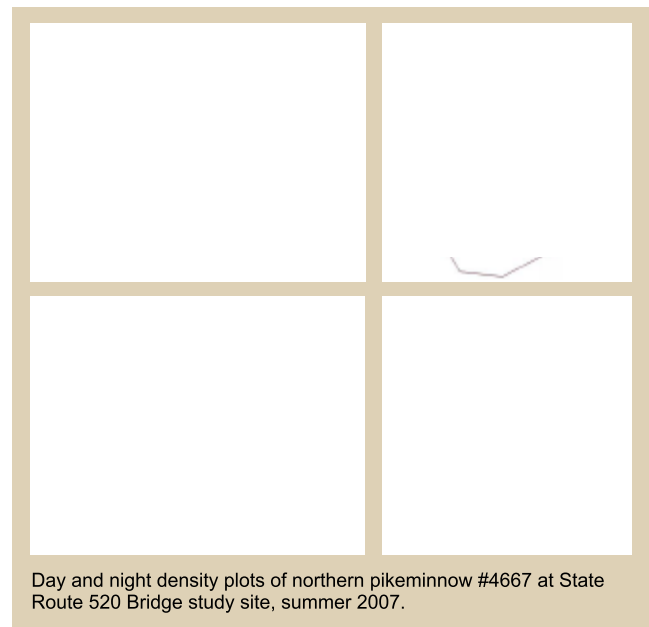 Day and night density plots of northern pikeminnow #4667 at State
Route 520 Bridge study site, summer 2007.